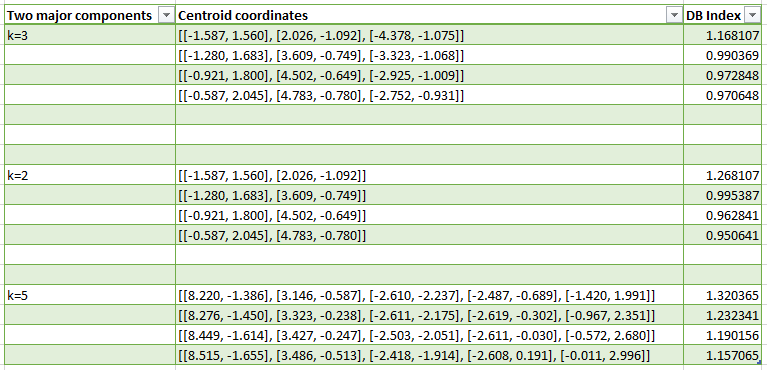 Two major components Centroid coordinates DB Index
k=3 [[-1.587, 1.560], [2.026, -1.092], [-4.378, -1.075]] 1.168107
[[-1.280, 1.683], [3.609, -0.749], [-3.323, -1.068]] 0.990369
[[-0.921, 1.800], [4.502, -0.649], [-2.925, -1.009]] 0.972848
[[-0.587, 2.045], [4.783, -0.780], [-2.752, -0.931]] 0.970648
k=2 [[-1.587, 1.560], [2.026, -1.092]] 1.268107
[[-1.280, 1.683], [3.609, -0.749]] 0.995387
[[-0.921, 1.800], [4.502, -0.649]] 0.962841
[[-0.587, 2.045], [4.783, -0.780]] 0.950641
k=5 [[8.220, -1.386], [3.146, -0.587], [-2.610, -2.237], [-2.487, -0.689], [-1.420, 1.991]] 1.320365
[[8.276, -1.450], [3.323, -0.238], [-2.611, -2.175], [-2.619, -0.302], [-0.967, 2.351]] 1.232341
[[8.449, -1.614], [3.427, -0.247], [-2.503, -2.051], [-2.611, -0.030], [-0.572, 2.680]] 1.190156
[[8.515, -1.655], [3.486, -0.513], [-2.418, -1.914], [-2.608, 0.191], [-0.011, 2.996]] 1.157065